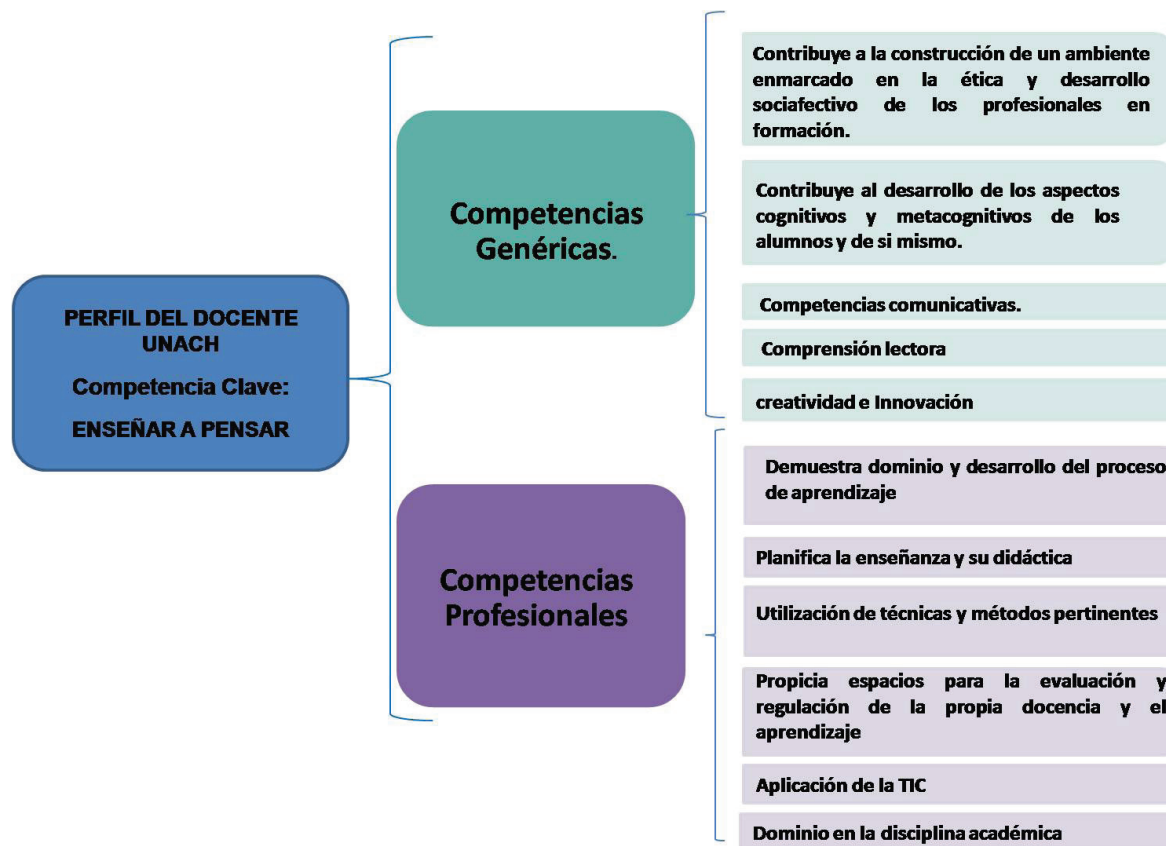 PERFIL DEL DOCENTE
UNACH
Competencia Clave:
ENSEÑAR A PENSAR
Competencias
Genéricas.
Contribuye a la construcción de un ambiente
enmarcado en la ética y desarrollo
sociafectivo de los profesionales en
formación.
Contribuye al desarrollo de los aspectos
cognitivos y metacognitivos de los
alumnos y de si mismo.
Competencias comunicativas.
Comprensión lectora
creatividad e Innovación
Competencias
Profesionales
Demuestra dominio y desarrollo del proceso
de aprendizaje
Planifica la enseñanza y su didáctica
Utilización de técnicas y métodos pertinentes
Propicia espacios para la evaluación y
regulación de la propia docencia y el
aprendizaje
Aplicación de la TIC
Dominio en la disciplina académica